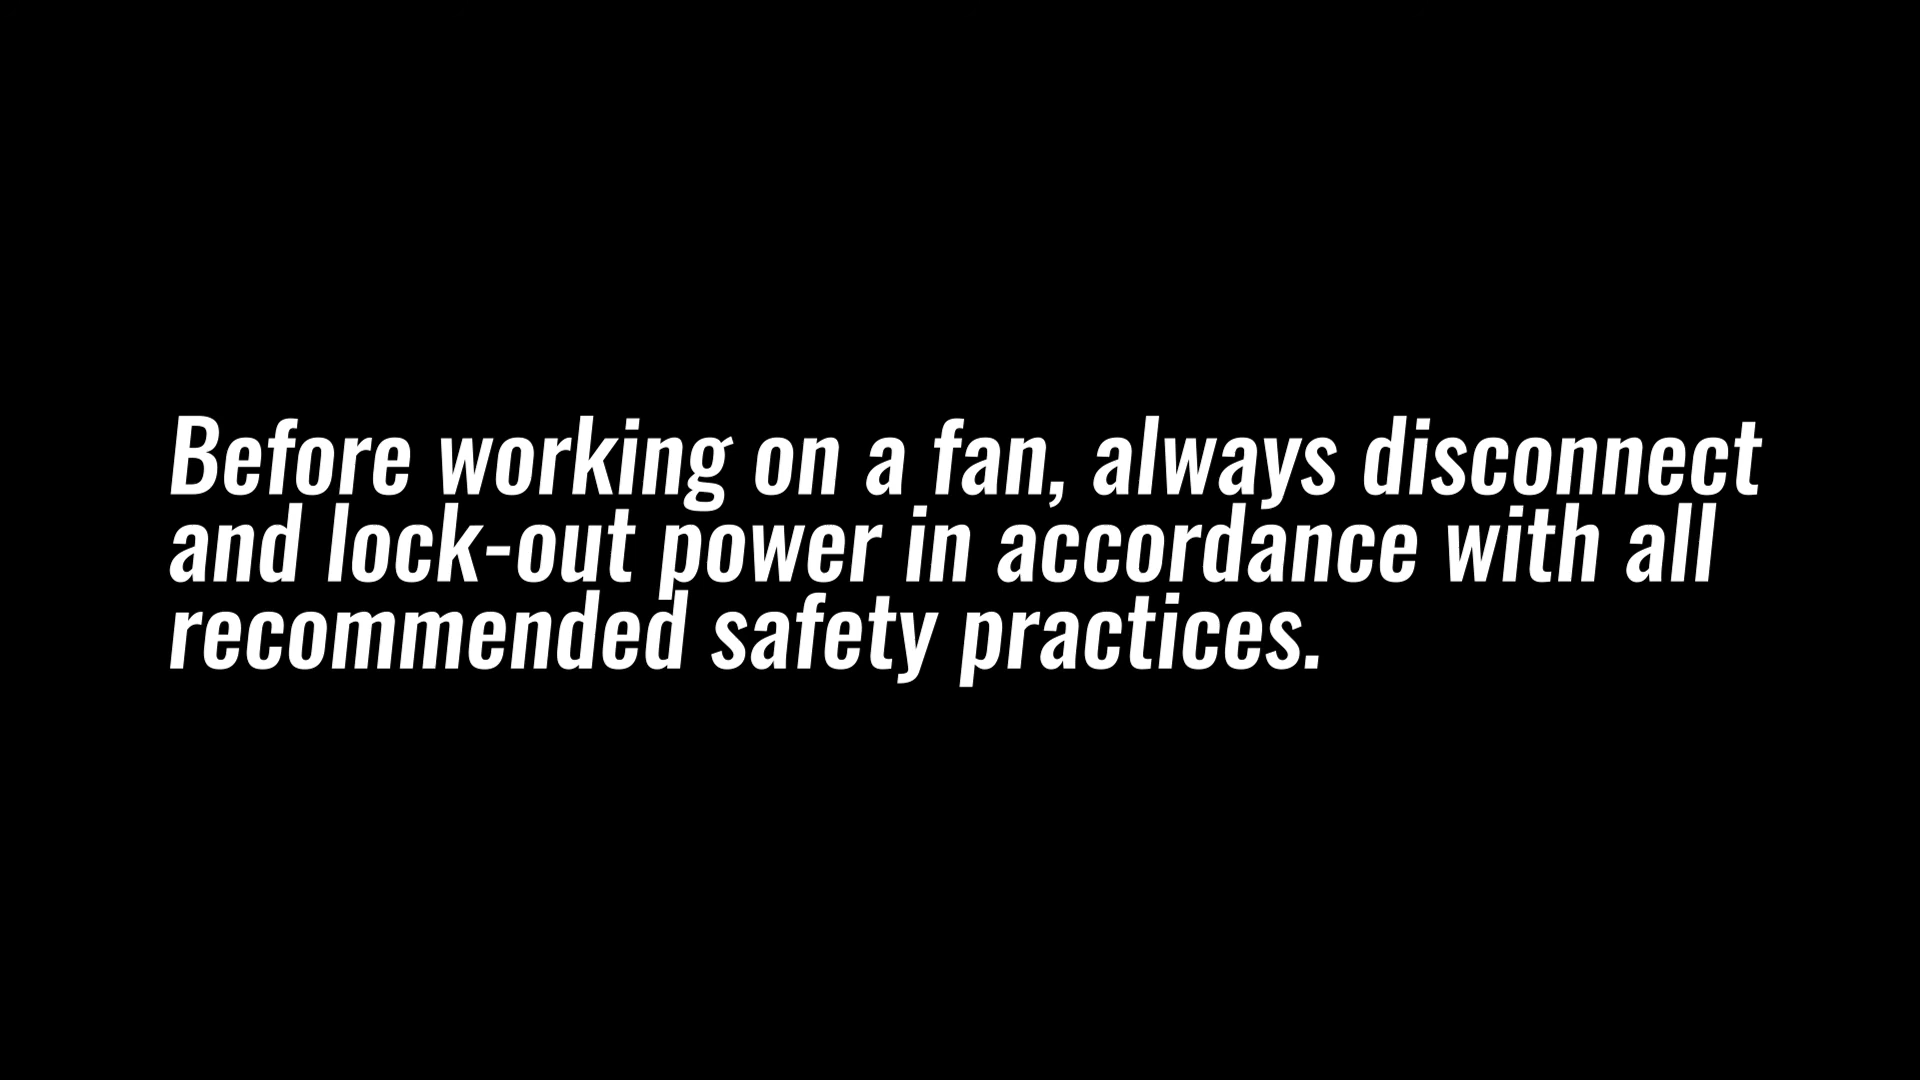 Before working on a fan, always disconnect
and lock-out power in accordance with all
recommended safety practices.